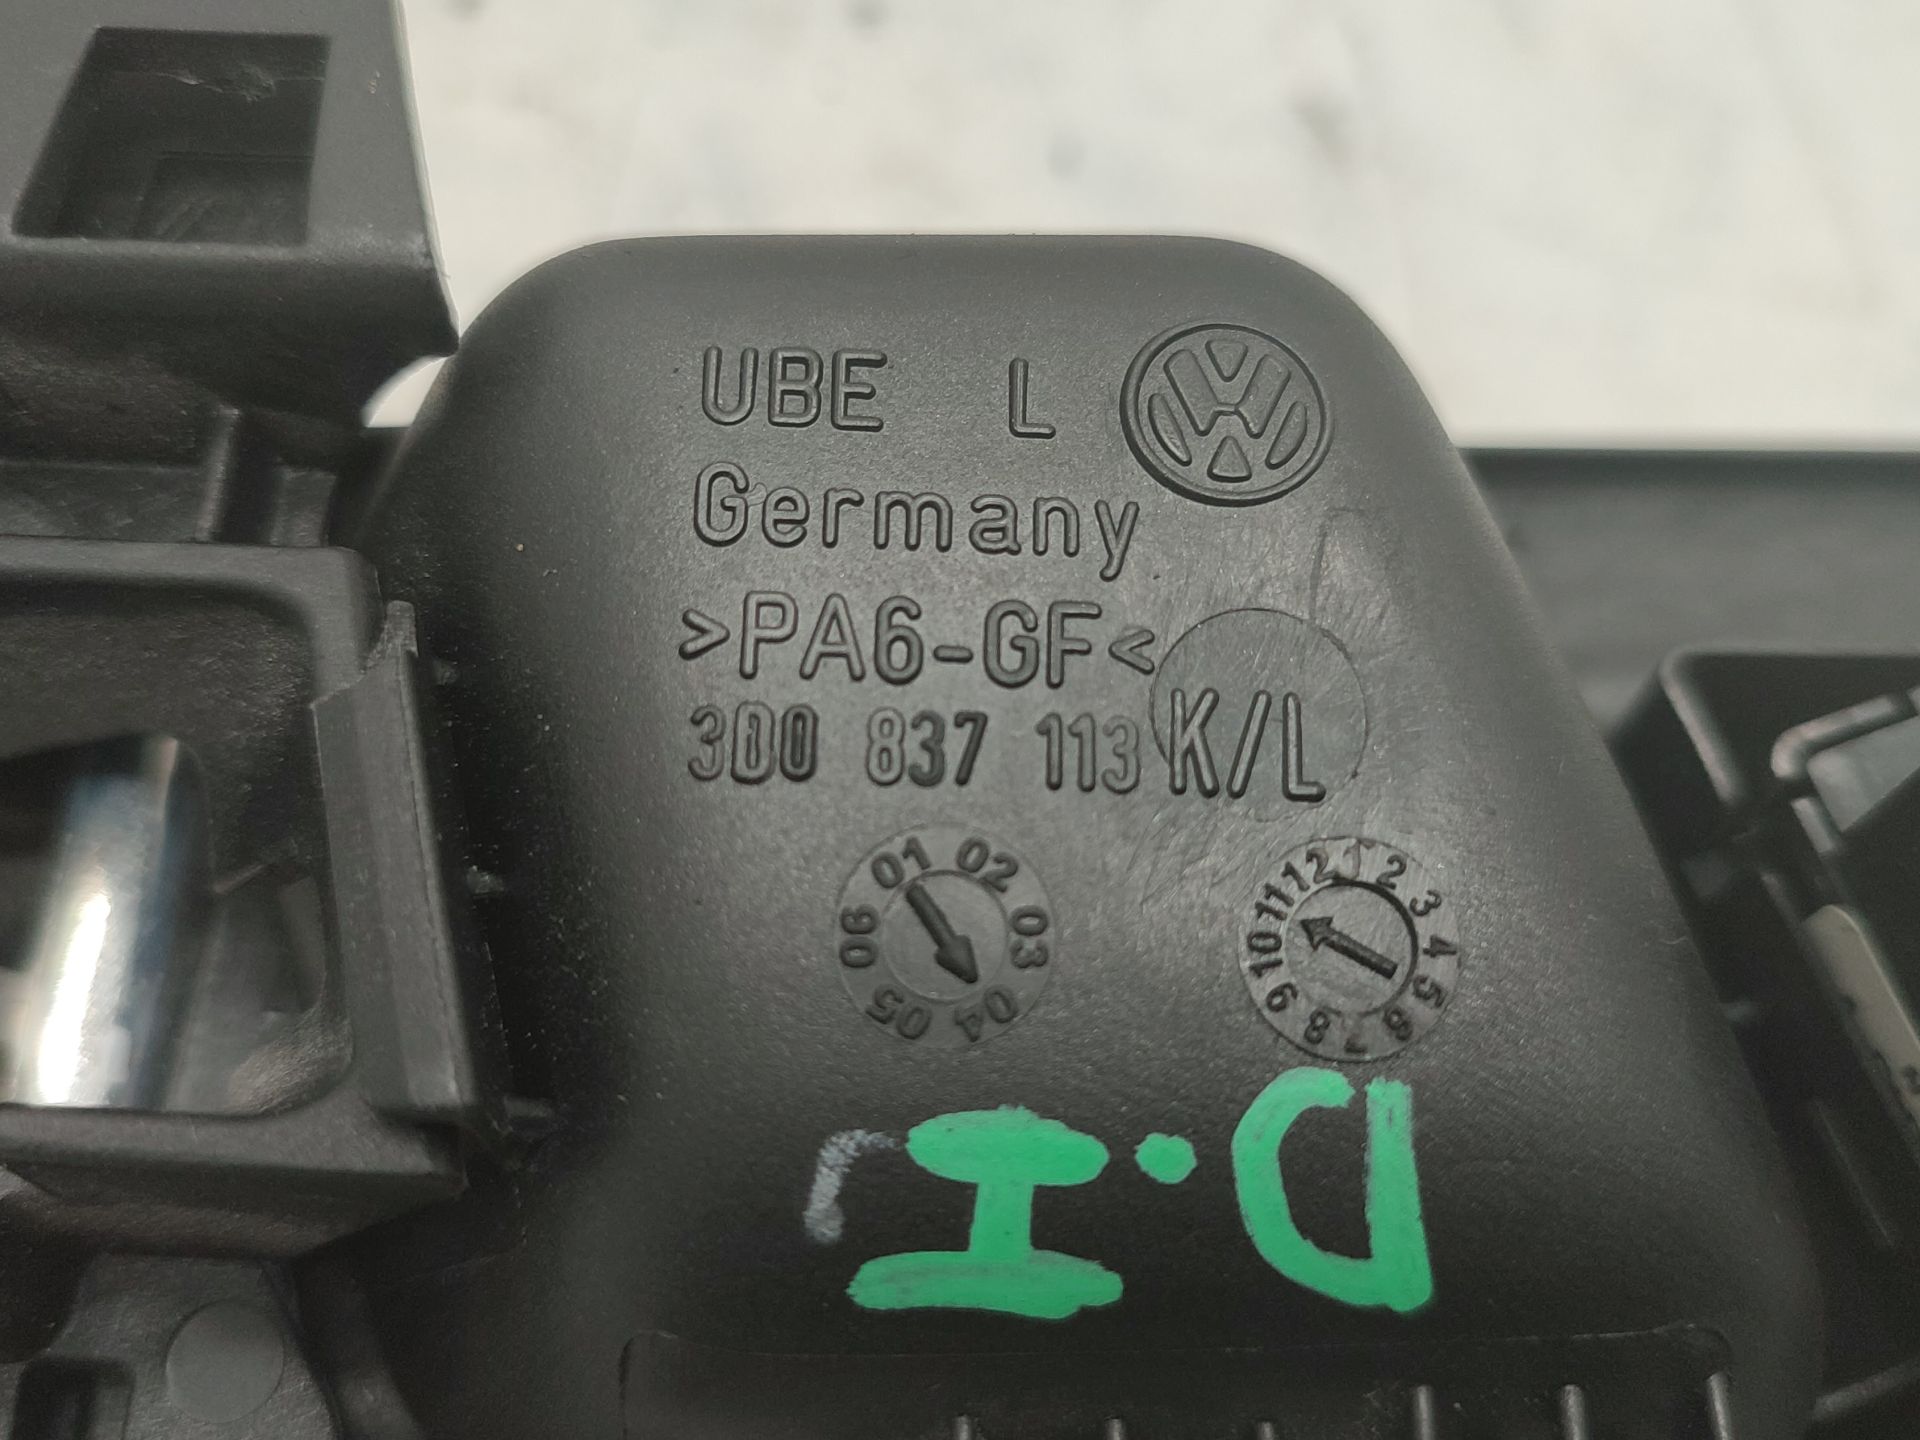 UBE L
Germany
>PA6-GF<
3D0 837 113 K/L
01 02 03 04 05 06
1 2 3 4 5 6 7 8 9 10 11 12
D.I